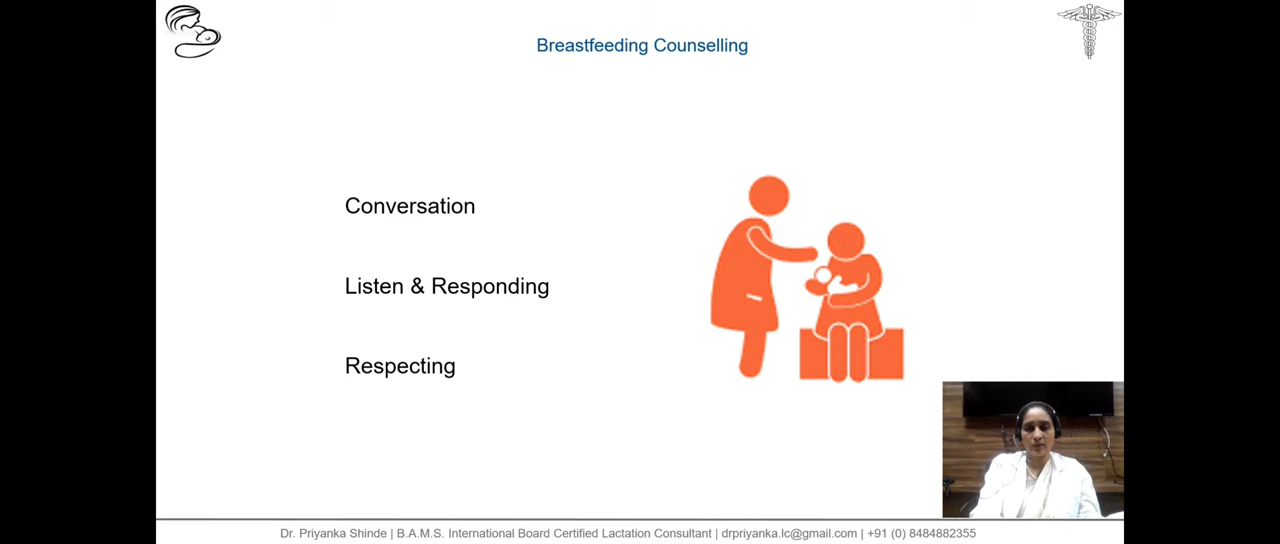 Breastfeeding Counselling
Conversation
Listen & Responding
Respecting
Dr. Priyanka Shinde | B.A.M.S. International Board Certified Lactation Consultant | drpriyanka.lc@gmail.com | +91 (0) 8484882355